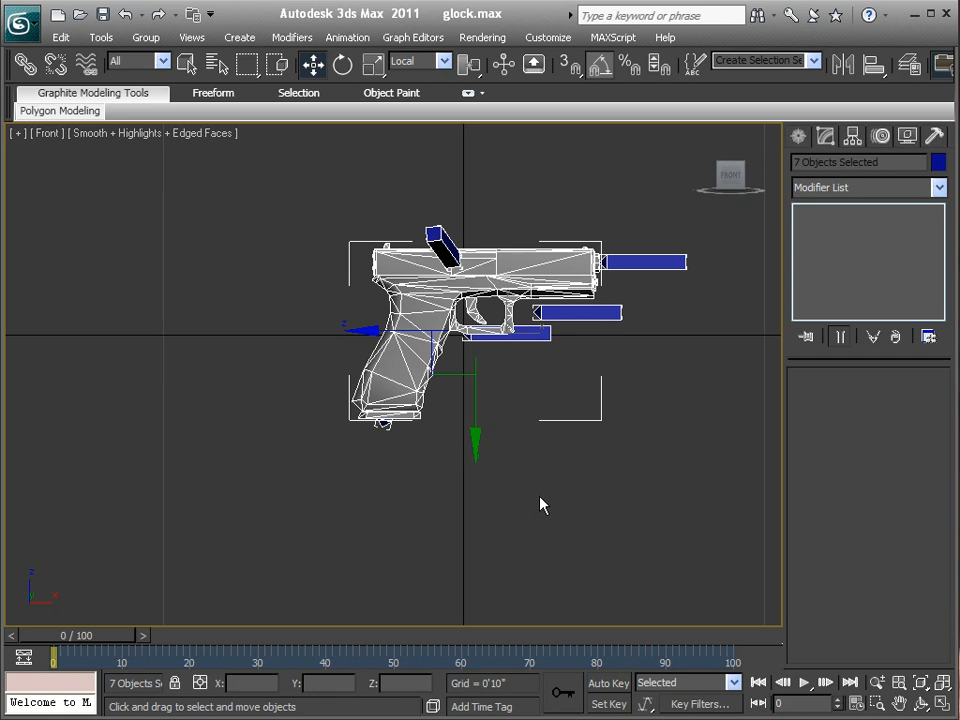 Autodesk 3ds Max 2011 glock.max
Type a keyword or phrase
Edit Tools Group Views Create Modifiers Animation Graph Editors Rendering Customize MAXScript Help
All
Local
3
Create Selection Se
Graphite Modeling Tools Freeform Selection Object Paint
Polygon Modeling
[ + ] [ Front ] [ Smooth + Highlights + Edged Faces ]
FRONT
7 Objects Selected
Modifier List
z
z
x
< 0 / 100 >
0 10 20 30 40 50 60 70 80 90 100
7 Objects Se X: Y: Z: Grid = 0'10" Auto Key Selected
Welcome to M. Click and drag to select and move objects Add Time Tag Set Key Key Filters... 0